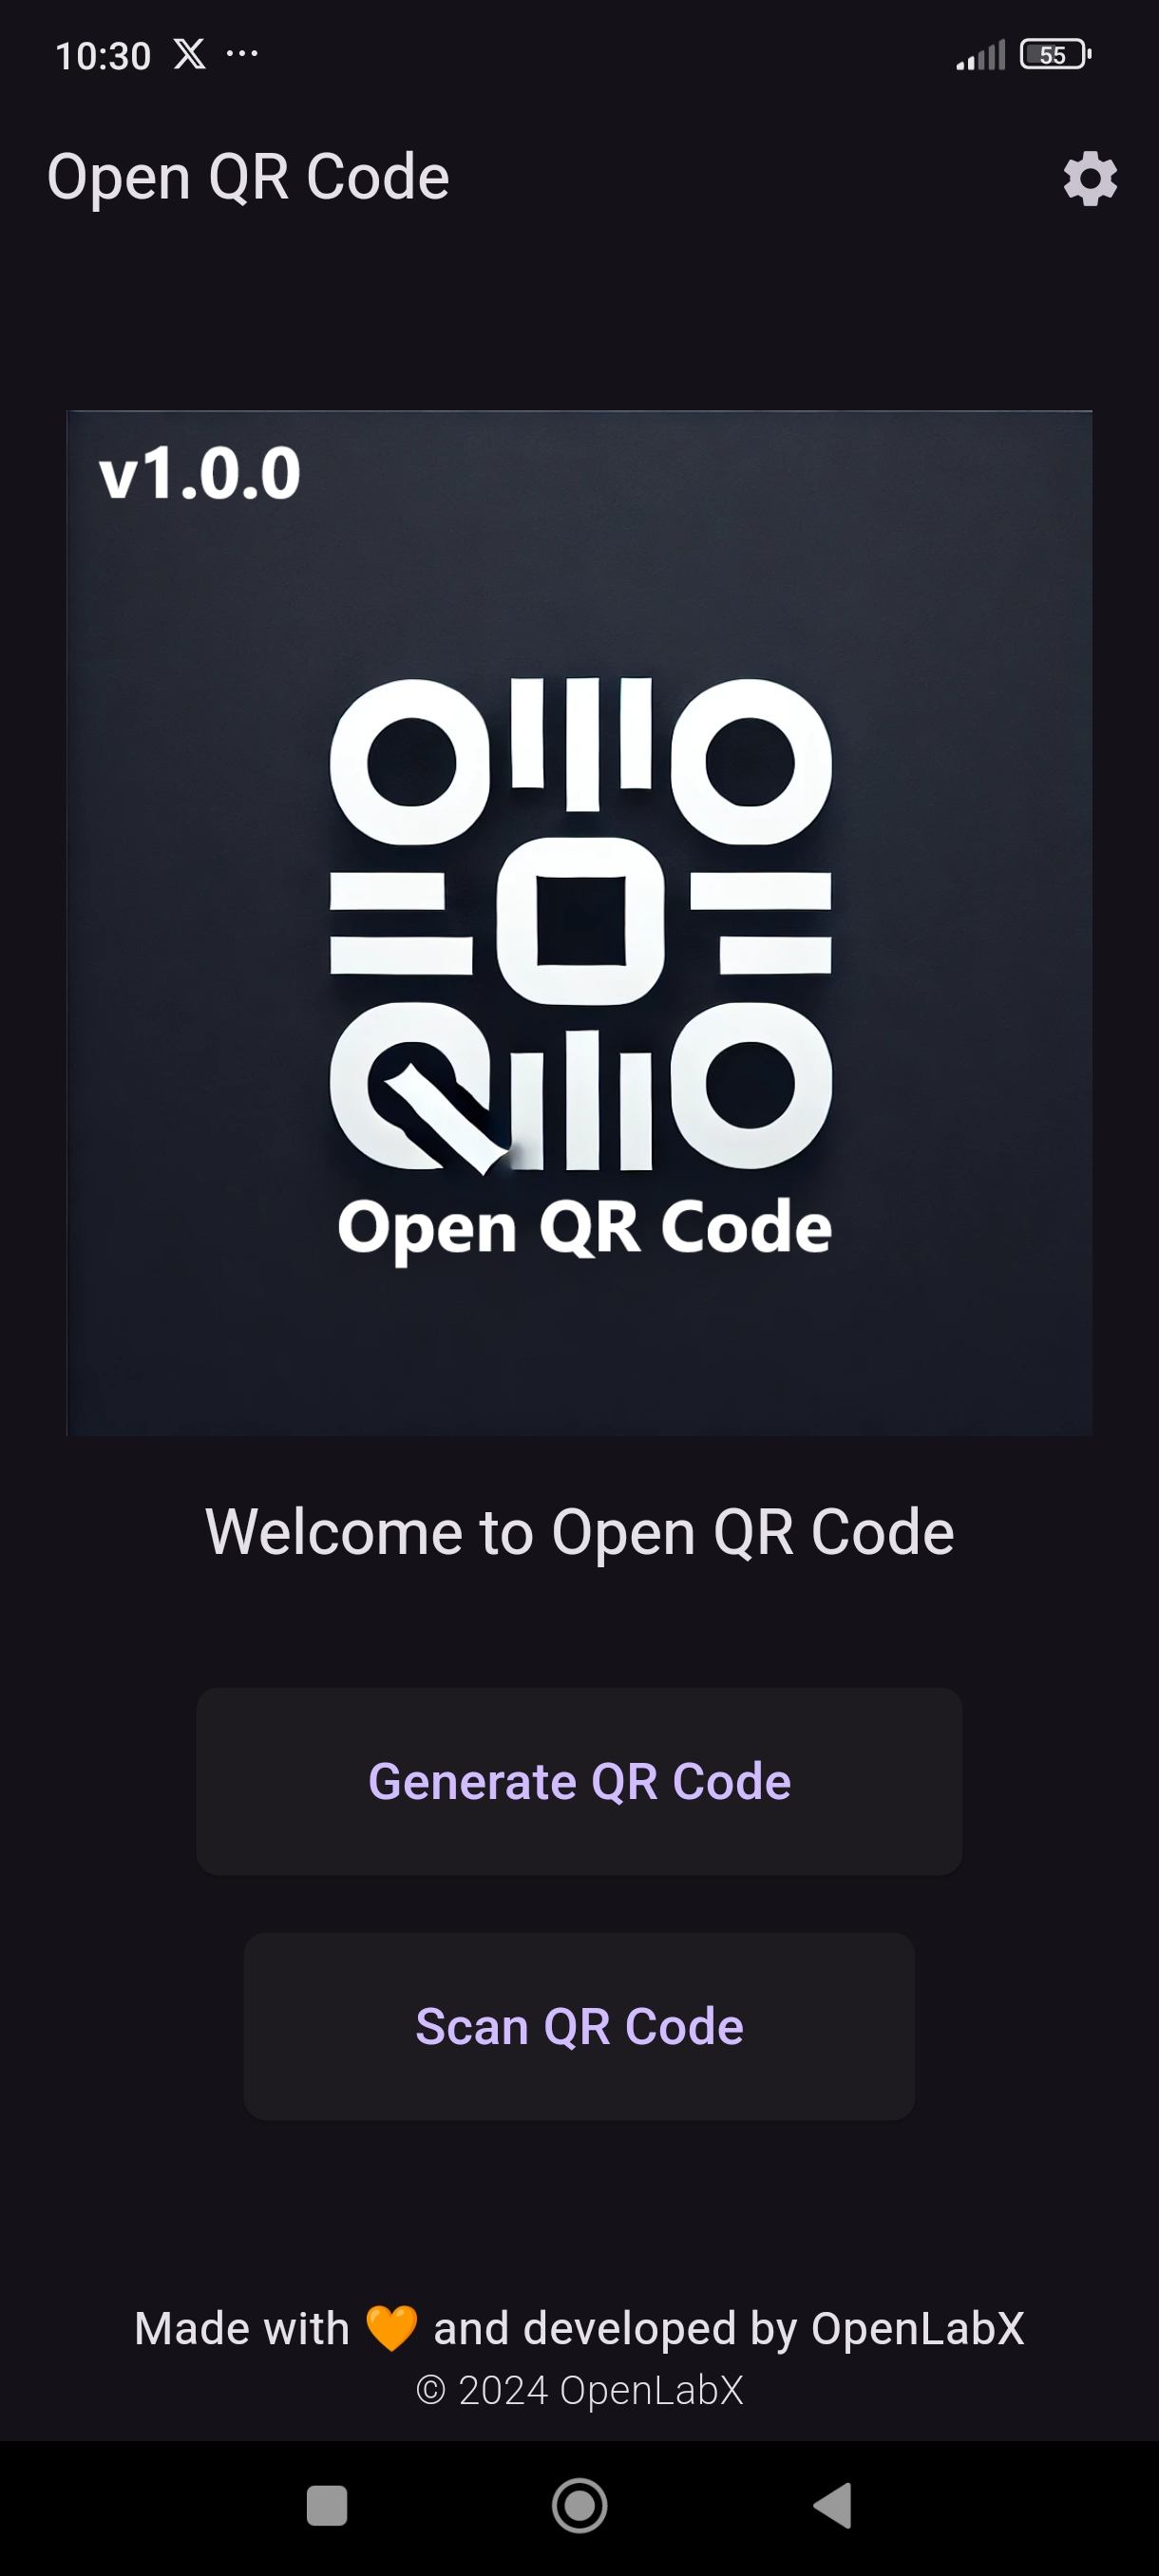 10:30 X ...
55
Open QR Code
v1.0.0
Open QR Code
Welcome to Open QR Code
Generate QR Code
Scan QR Code
Made with 🧡 and developed by OpenLabX
© 2024 OpenLabX